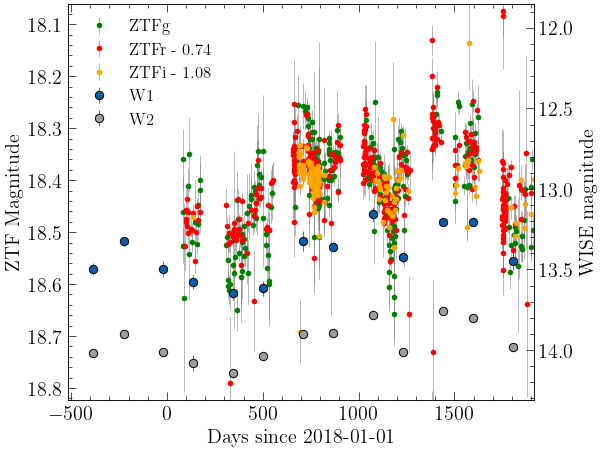 ZTFg
ZTFr - 0.74
ZTFi - 1.08
W1
W2
18.1
18.2
18.3
18.4
18.5
18.6
18.7
18.8
ZTF Magnitude
12.0
12.5
13.0
13.5
14.0
WISE magnitude
−500 0 500 1000 1500
Days since 2018-01-01